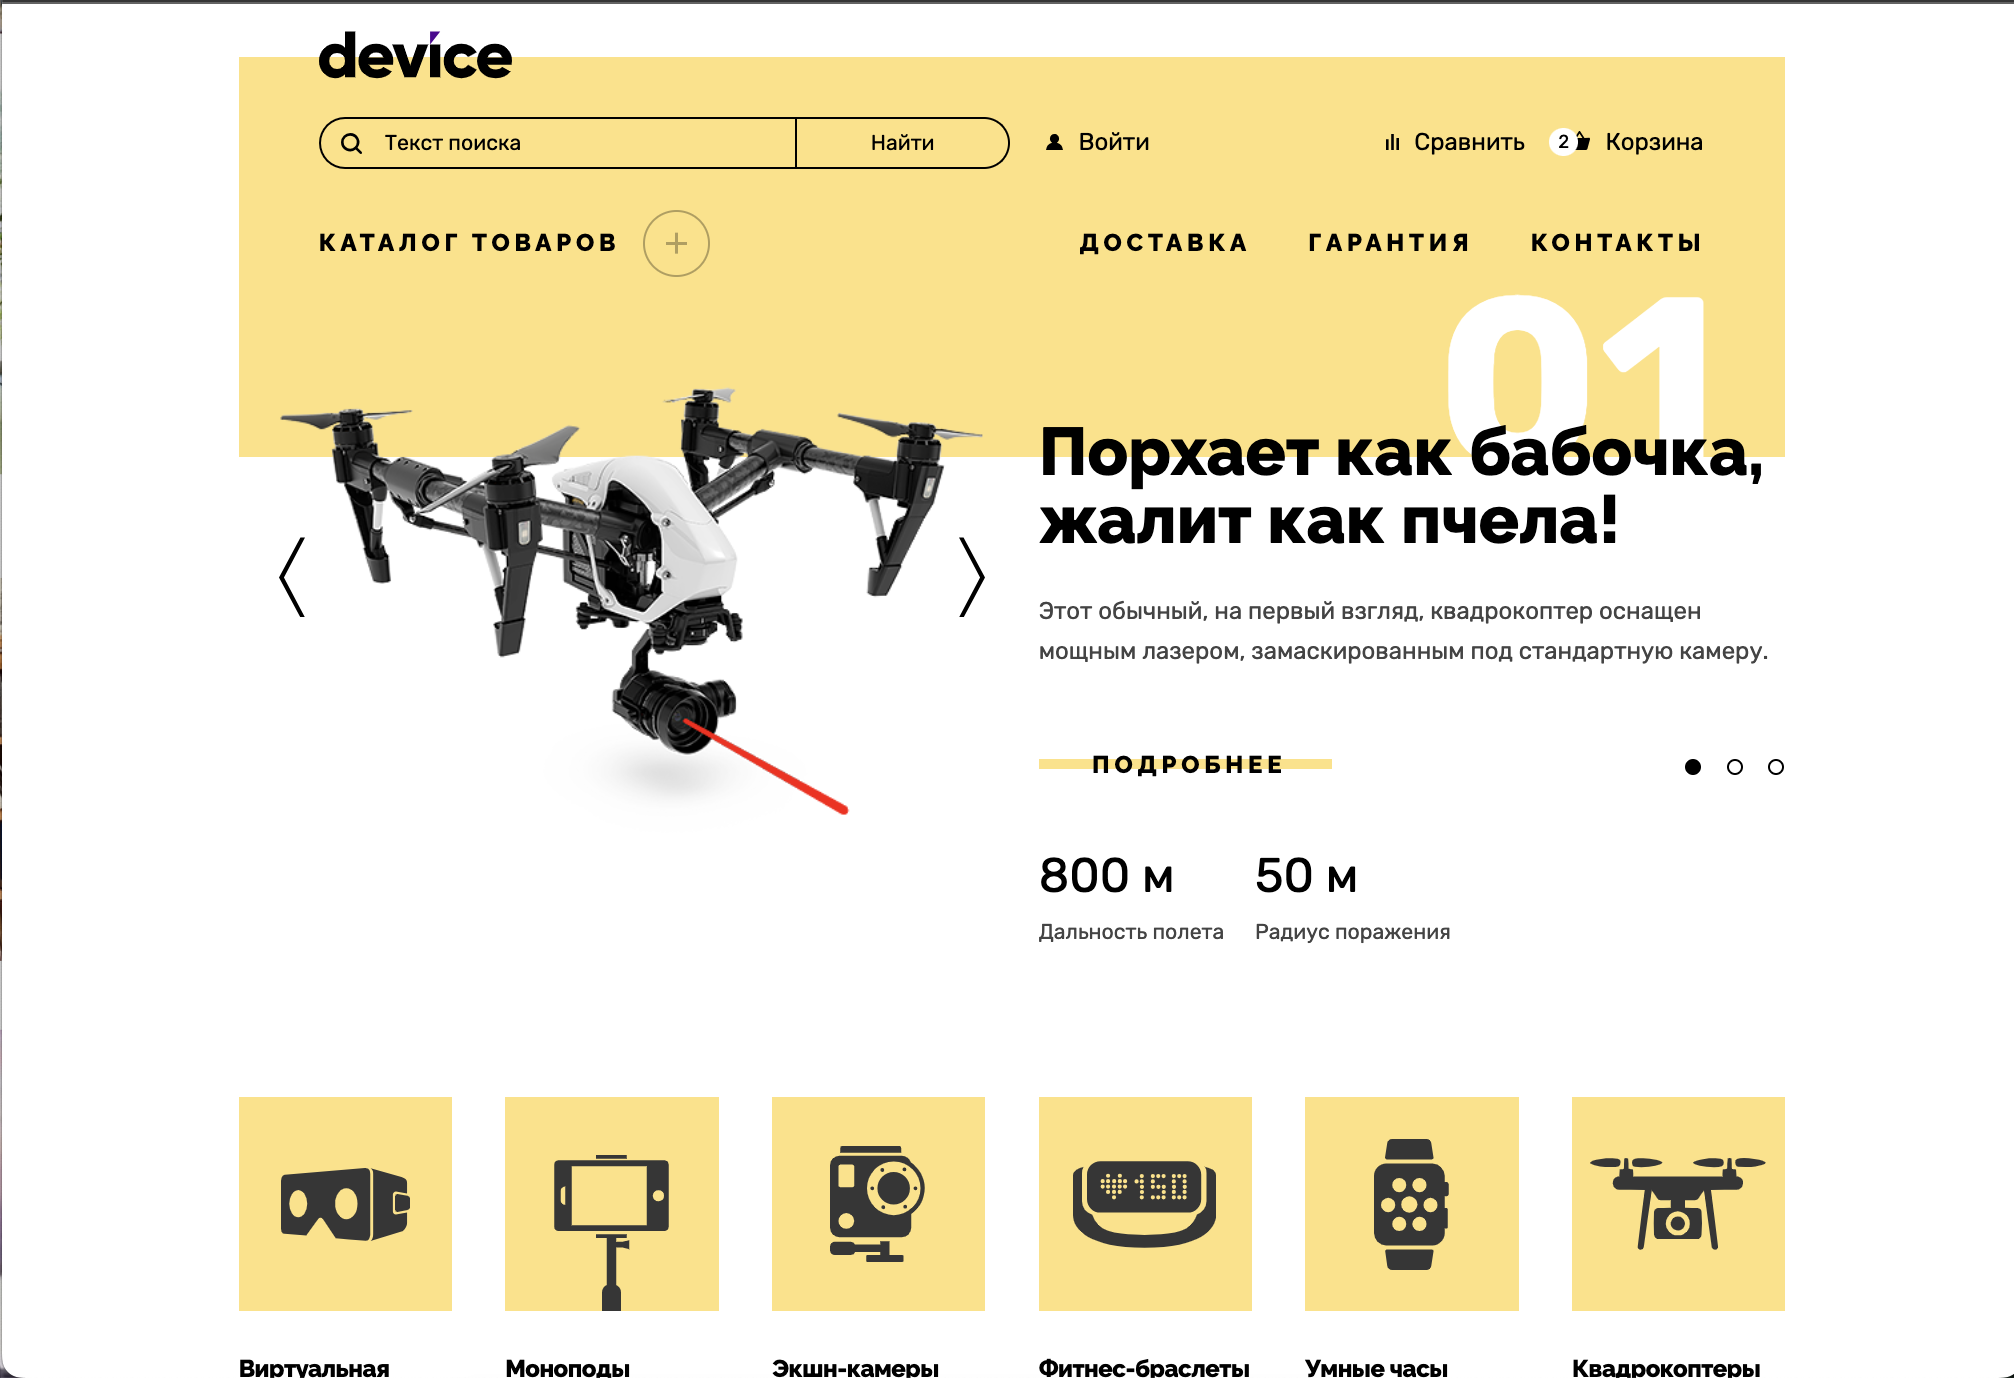 device
Текст поиска
Найти
Войти
Сравнить
2
Корзина
КАТАЛОГ ТОВАРОВ
ДОСТАВКА
ГАРАНТИЯ
КОНТАКТЫ
01
Порхает как бабочка,
жалит как пчела!
Этот обычный, на первый взгляд, квадрокоптер оснащен
мощным лазером, замаскированным под стандартную камеру.
ПОДРОБНЕЕ
800 м
50 м
Дальность полета
Радиус поражения
150
Виртуальная
Моноподы
Экшн-камеры
Фитнес-браслеты
Умные часы
Квадрокоптеры